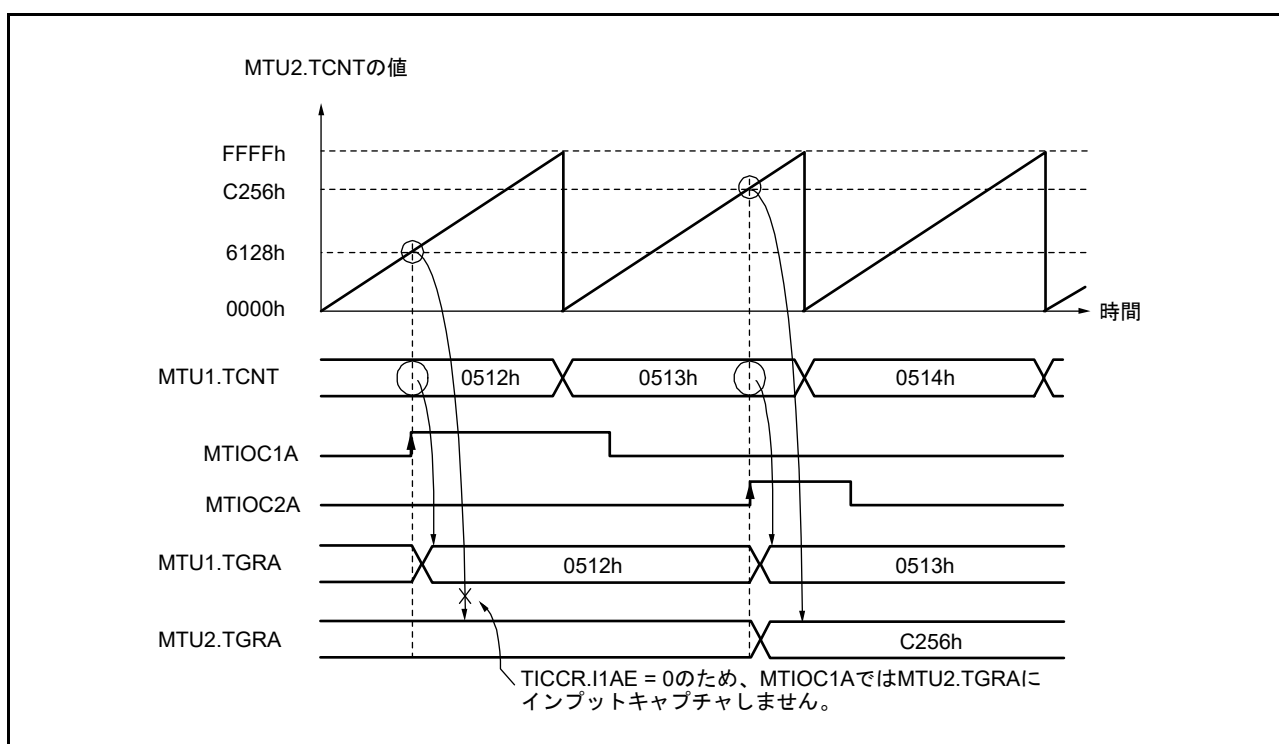 MTU2.TCNTの値
FFFFh
C256h
6128h
0000h
時間
MTU1.TCNT
0512h
0513h
0514h
MTIOC1A
MTIOC2A
MTU1.TGRA
0512h
0513h
MTU2.TGRA
C256h
TICCR.I1AE = 0のため、MTIOC1AではMTU2.TGRAに
インプットキャプチャしません。